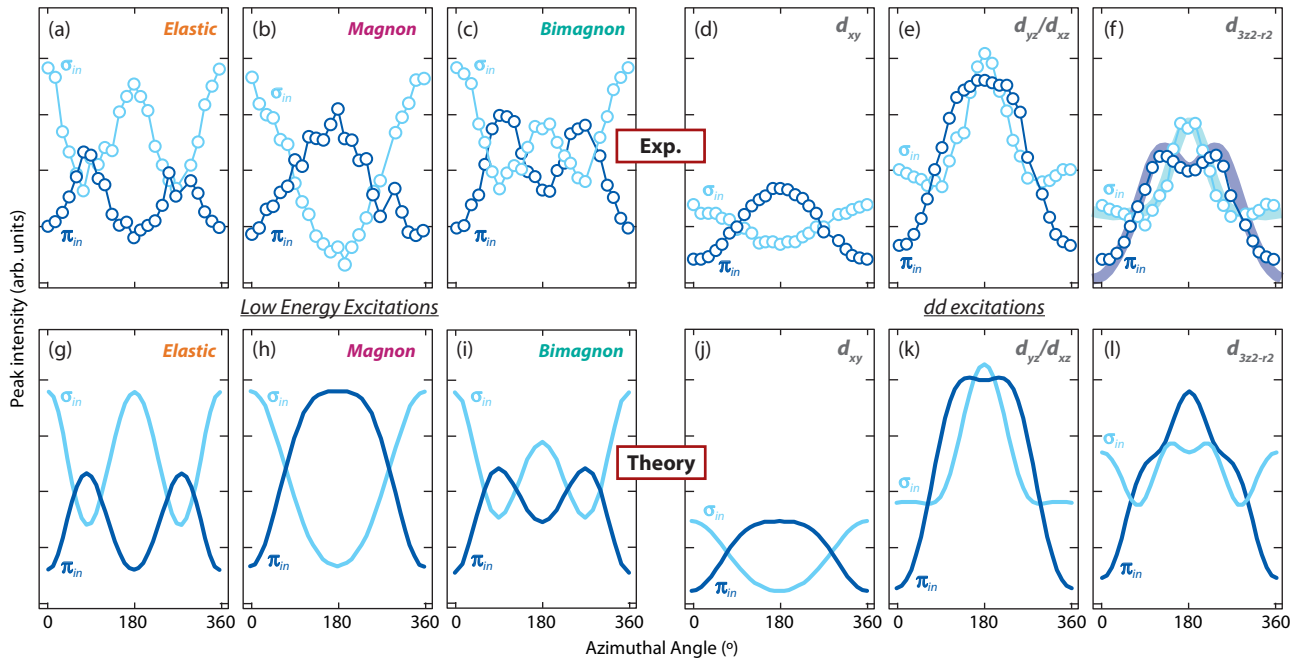 (a) Elastic
σin
πin
(b) Magnon
σin
πin
(c) Bimagnon
σin
πin
Exp.
(d) dxy
σin
πin
(e) dyz/dxz
σin
πin
(f) d3z2-r2
σin
πin
Peak intensity (arb. units)
Low Energy Excitations
dd excitations
(g) Elastic
σin
πin
0 180 360
(h) Magnon
σin
πin
0 180 360
(i) Bimagnon
σin
πin
0 180 360
Theory
(j) dxy
σin
πin
0 180 360
(k) dyz/dxz
σin
πin
0 180 360
(l) d3z2-r2
σin
πin
0 180 360
Azimuthal Angle (º)